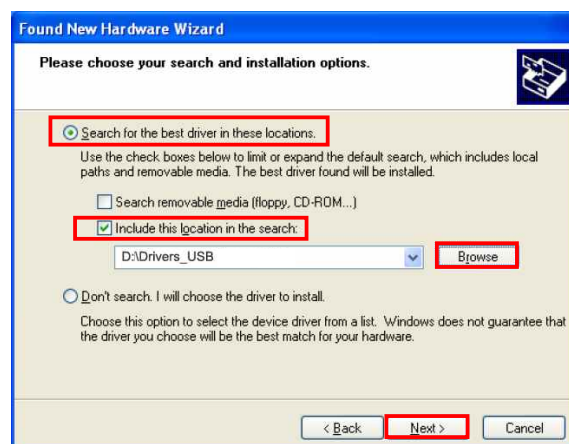 Found New Hardware Wizard
Please choose your search and installation options.
Search for the best driver in these locations.
Use the check boxes below to limit or expand the default search, which includes local
paths and removable media. The best driver found will be installed.
Search removable media (floppy, CD-ROM...)
Include this location in the search:
D:\Drivers_USB
Browse
Don't search. I will choose the driver to install.
Choose this option to select the device driver from a list. Windows does not guarantee that
the driver you choose will be the best match for your hardware.
< Back Next > Cancel